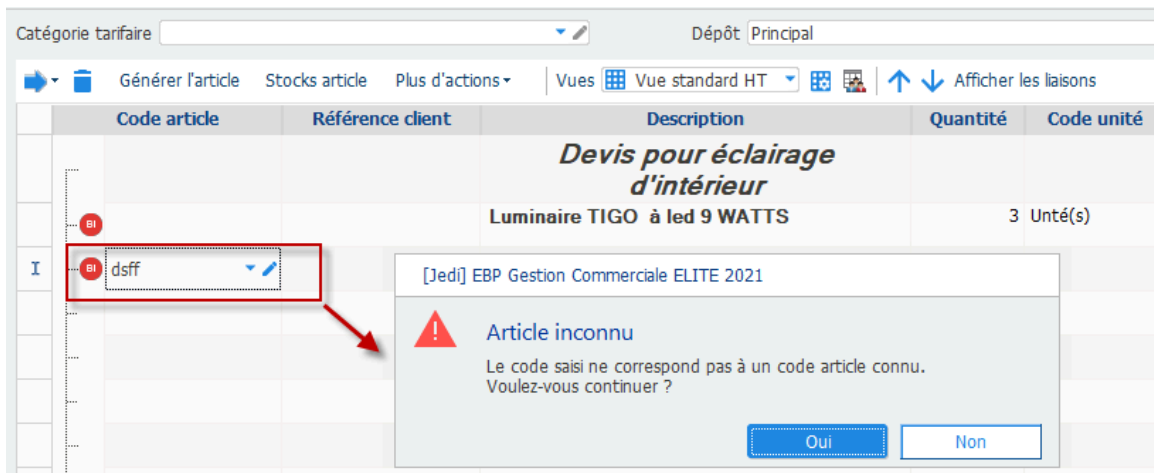 Catégorie tarifaire Dépôt Principal
Générer l'article Stocks article Plus d'actions Vues Vue standard HT Afficher les liaisons
Code article Référence client Description Quantité Code unité
Devis pour éclairage
d'intérieur
BI Luminaire TIGO à led 9 WATTS 3 Unté(s)
BI dsff
[Jedi] EBP Gestion Commerciale ELITE 2021
Article inconnu
Le code saisi ne correspond pas à un code article connu.
Voulez-vous continuer ?
Oui Non